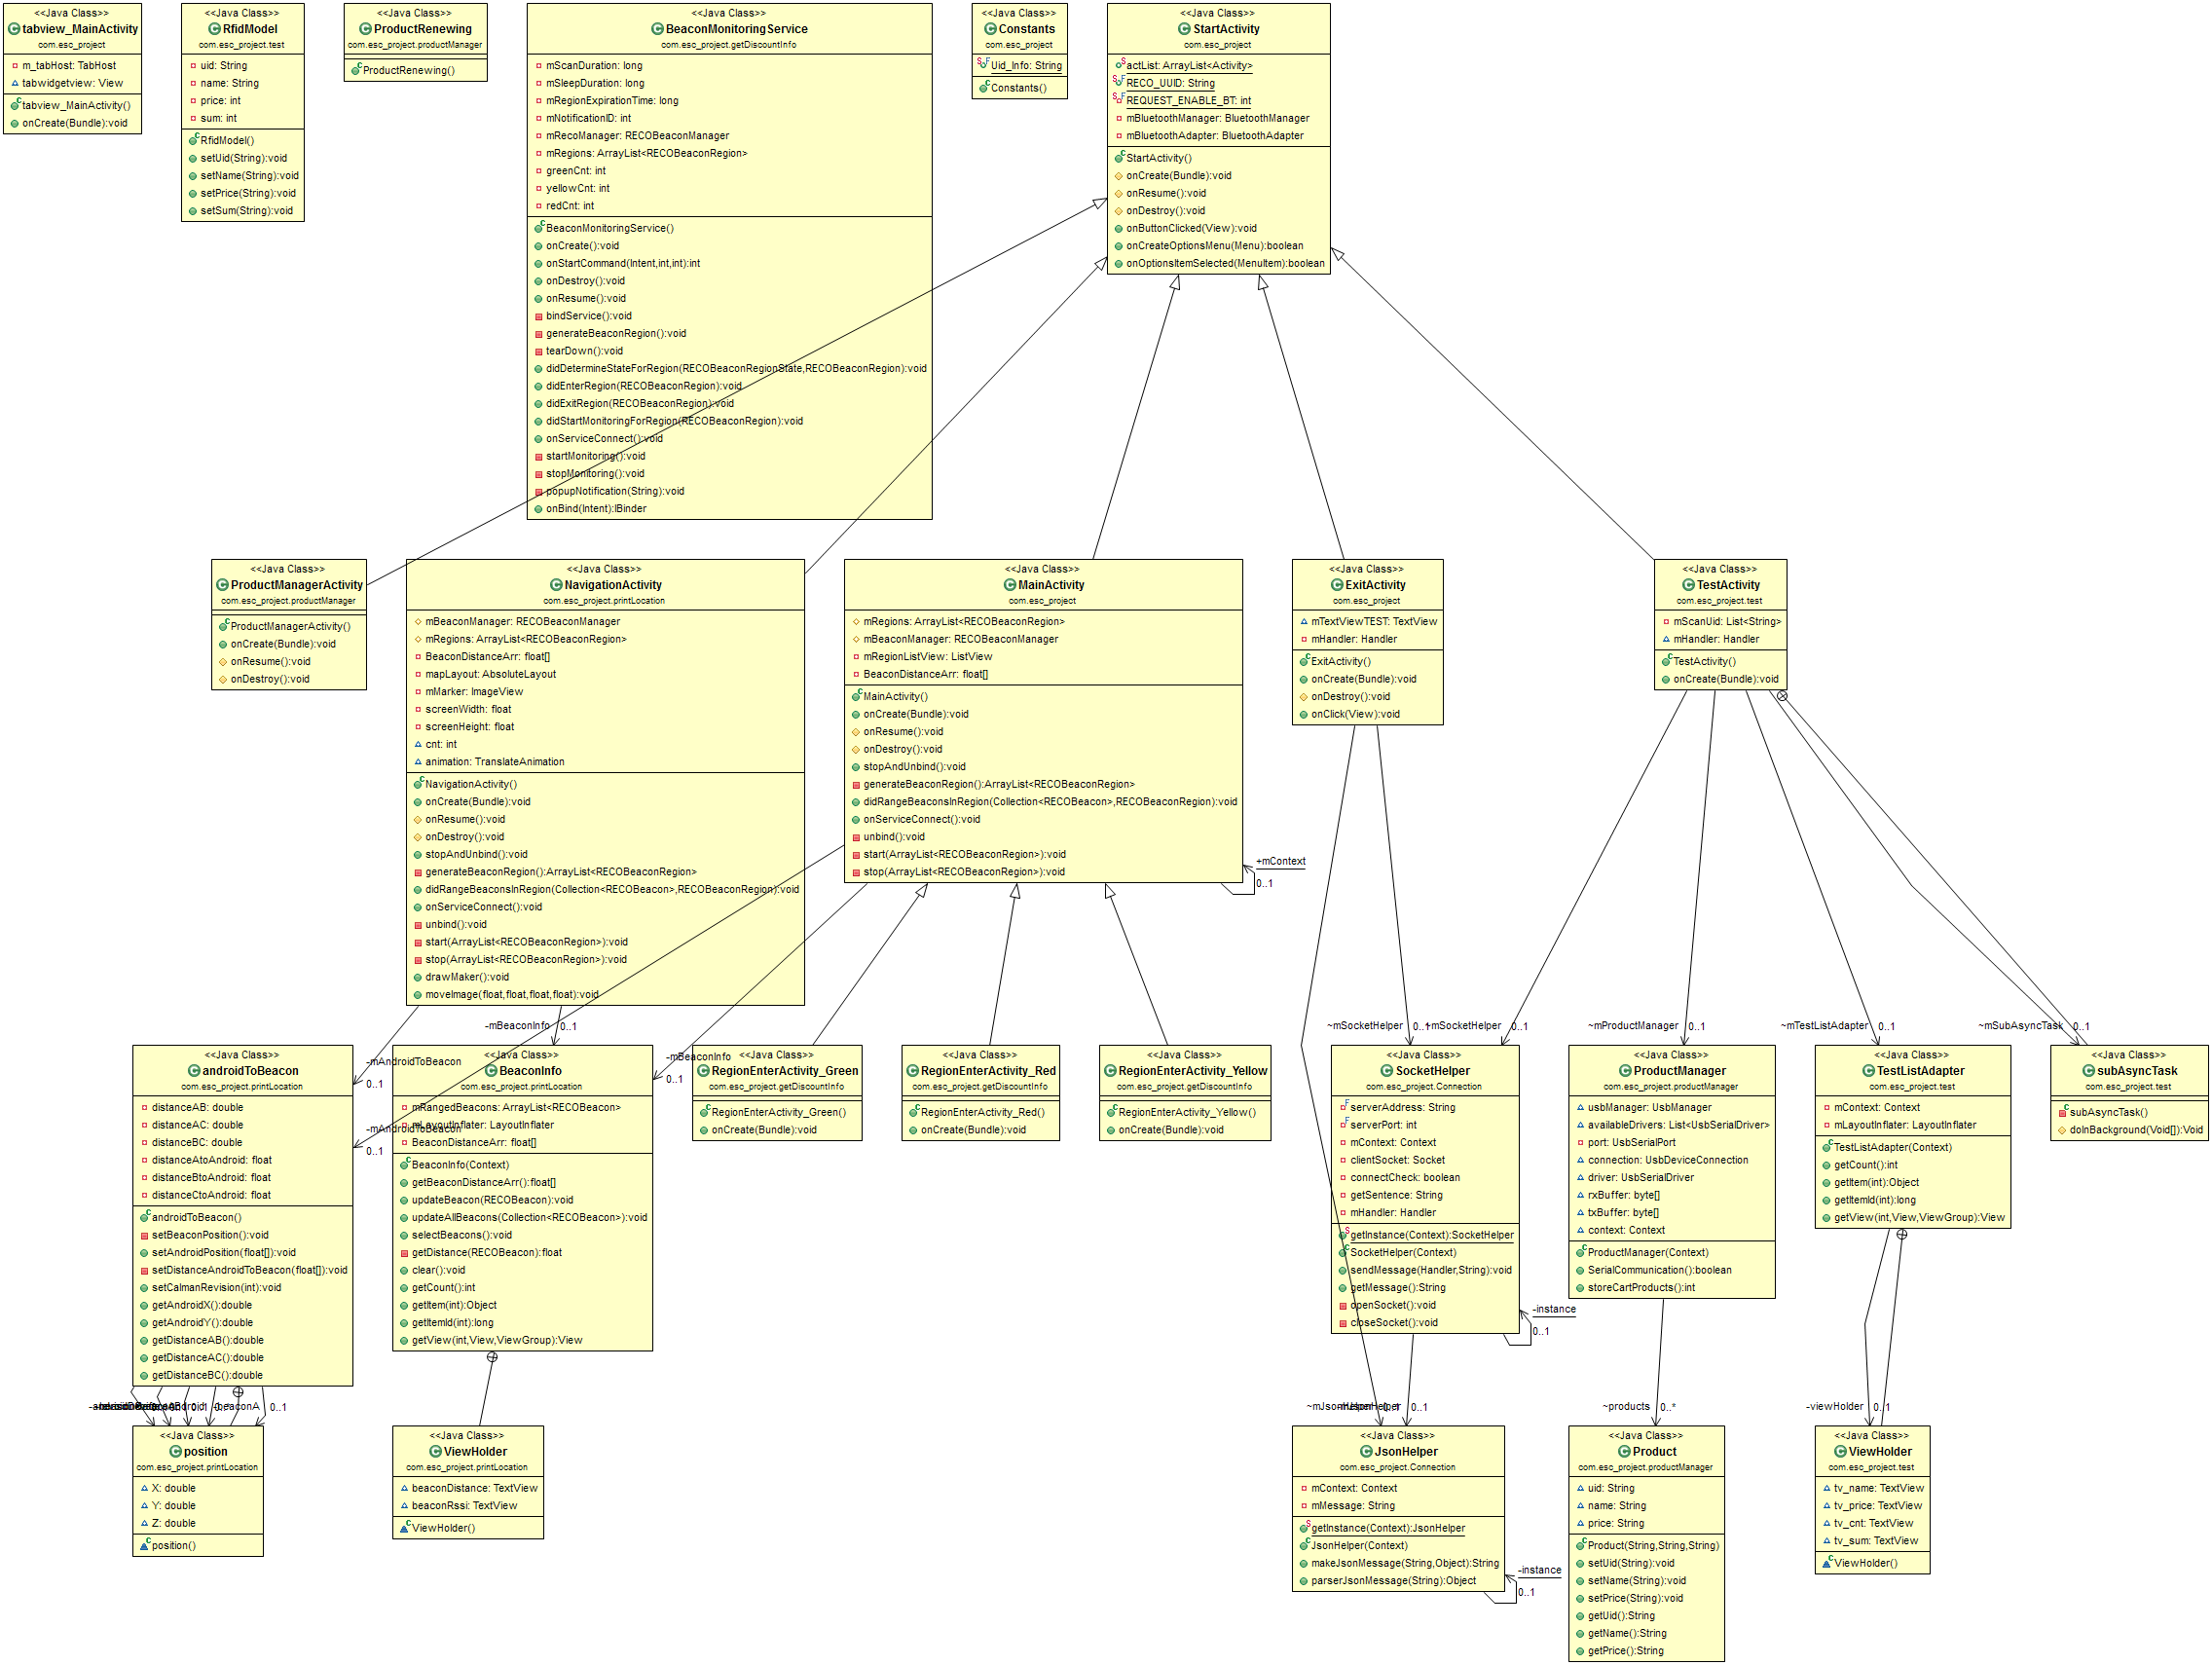 <<Java Class>>
tabview_MainActivity
com.esc_project
m_tabHost: TabHost
tabwidgetview: View
tabview_MainActivity()
onCreate(Bundle):void
<<Java Class>>
RfidModel
com.esc_project.test
uid: String
name: String
price: int
sum: int
RfidModel()
setUid(String):void
setName(String):void
setPrice(String):void
setSum(String):void
<<Java Class>>
ProductRenewing
com.esc_project.productManager
ProductRenewing()
<<Java Class>>
BeaconMonitoringService
com.esc_project.getDiscountInfo
mScanDuration: long
mSleepDuration: long
mRegionExpirationTime: long
mNotificationID: int
mRecoManager: RECOBeaconManager
mRegions: ArrayList<RECOBeaconRegion>
greenCnt: int
yellowCnt: int
redCnt: int
BeaconMonitoringService()
onCreate():void
onStartCommand(Intent,int,int):int
onDestroy():void
onResume():void
bindService():void
generateBeaconRegion():void
tearDown():void
didDetermineStateForRegion(RECOBeaconRegionState,RECOBeaconRegion):void
didEnterRegion(RECOBeaconRegion):void
didExitRegion(RECOBeaconRegion):void
didStartMonitoringForRegion(RECOBeaconRegion):void
onServiceConnect():void
startMonitoring():void
stopMonitoring():void
popupNotification(String):void
onBind(Intent):IBinder
<<Java Class>>
Constants
com.esc_project
Uid_Info: String
Constants()
<<Java Class>>
StartActivity
com.esc_project
actList: ArrayList<Activity>
RECO_UUID: String
REQUEST_ENABLE_BT: int
mBluetoothManager: BluetoothManager
mBluetoothAdapter: BluetoothAdapter
StartActivity()
onCreate(Bundle):void
onResume():void
onDestroy():void
onButtonClicked(View):void
onCreateOptionsMenu(Menu):boolean
onOptionsItemSelected(MenuItem):boolean
<<Java Class>>
ProductManagerActivity
com.esc_project.productManager
ProductManagerActivity()
onCreate(Bundle):void
onResume():void
onDestroy():void
<<Java Class>>
NavigationActivity
com.esc_project.printLocation
mBeaconManager: RECOBeaconManager
mRegions: ArrayList<RECOBeaconRegion>
BeaconDistanceArr: float[]
mapLayout: AbsoluteLayout
mMarker: ImageView
screenWidth: float
screenHeight: float
cnt: int
animation: TranslateAnimation
NavigationActivity()
onCreate(Bundle):void
onResume():void
onDestroy():void
stopAndUnbind():void
generateBeaconRegion():ArrayList<RECOBeaconRegion>
didRangeBeaconsInRegion(Collection<RECOBeacon>,RECOBeaconRegion):void
onServiceConnect():void
unbind():void
start(ArrayList<RECOBeaconRegion>):void
stop(ArrayList<RECOBeaconRegion>):void
drawMaker():void
moveImage(float,float,float,float):void
<<Java Class>>
MainActivity
com.esc_project
mRegions: ArrayList<RECOBeaconRegion>
mBeaconManager: RECOBeaconManager
mRegionListView: ListView
BeaconDistanceArr: float[]
MainActivity()
onCreate(Bundle):void
onResume():void
onDestroy():void
stopAndUnbind():void
generateBeaconRegion():ArrayList<RECOBeaconRegion>
didRangeBeaconsInRegion(Collection<RECOBeacon>,RECOBeaconRegion):void
onServiceConnect():void
unbind():void
start(ArrayList<RECOBeaconRegion>):void
stop(ArrayList<RECOBeaconRegion>):void
+mContext
0..1
<<Java Class>>
ExitActivity
com.esc_project
mTextViewTEST: TextView
mHandler: Handler
ExitActivity()
onCreate(Bundle):void
onDestroy():void
onClick(View):void
<<Java Class>>
TestActivity
com.esc_project.test
mScanUid: List<String>
mHandler: Handler
TestActivity()
onCreate(Bundle):void
-mBeaconInfo
0..1
~mSocketHelper
0..1
-mSocketHelper
0..1
~mProductManager
0..1
~mTestListAdapter
0..1
~mSubAsyncTask
0..1
<<Java Class>>
androidToBeacon
com.esc_project.printLocation
distanceAB: double
distanceAC: double
distanceBC: double
distanceAtoAndroid: float
distanceBtoAndroid: float
distanceCtoAndroid: float
androidToBeacon()
setBeaconPosition():void
setAndroidPosition(float[]):void
setDistanceAndroidToBeacon(float[]):void
setCalmanRevision(int):void
getAndroidX():double
getAndroidY():double
getDistanceAB():double
getDistanceAC():double
getDistanceBC():double
-mAndroidToBeacon
0..1
-mAndroidToBeacon
0..1
<<Java Class>>
BeaconInfo
com.esc_project.printLocation
mRangedBeacons: ArrayList<RECOBeacon>
mLayoutInflater: LayoutInflater
BeaconDistanceArr: float[]
BeaconInfo(Context)
getBeaconDistanceArr():float[]
updateBeacon(RECOBeacon):void
updateAllBeacons(Collection<RECOBeacon>):void
selectBeacons():void
getDistance(RECOBeacon):float
clear():void
getCount():int
getItem(int):Object
getItemId(int):long
getView(int,View,ViewGroup):View
-mBeaconInfo
0..1
<<Java Class>>
RegionEnterActivity_Green
com.esc_project.getDiscountInfo
RegionEnterActivity_Green()
onCreate(Bundle):void
<<Java Class>>
RegionEnterActivity_Red
com.esc_project.getDiscountInfo
RegionEnterActivity_Red()
onCreate(Bundle):void
<<Java Class>>
RegionEnterActivity_Yellow
com.esc_project.getDiscountInfo
RegionEnterActivity_Yellow()
onCreate(Bundle):void
<<Java Class>>
SocketHelper
com.esc_project.Connection
serverAddress: String
serverPort: int
mContext: Context
clientSocket: Socket
connectCheck: boolean
getSentence: String
mHandler: Handler
getInstance(Context):SocketHelper
SocketHelper(Context)
sendMessage(Handler,String):void
getMessage():String
openSocket():void
closeSocket():void
-instance
0..1
<<Java Class>>
ProductManager
com.esc_project.productManager
usbManager: UsbManager
availableDrivers: List<UsbSerialDriver>
port: UsbSerialPort
connection: UsbDeviceConnection
driver: UsbSerialDriver
rxBuffer: byte[]
txBuffer: byte[]
context: Context
ProductManager(Context)
SerialCommunication():boolean
storeCartProducts():int
<<Java Class>>
TestListAdapter
com.esc_project.test
mContext: Context
mLayoutInflater: LayoutInflater
TestListAdapter(Context)
getCount():int
getItem(int):Object
getItemId(int):long
getView(int,View,ViewGroup):View
<<Java Class>>
subAsyncTask
com.esc_project.test
subAsyncTask()
doInBackground(Void[]):Void
-beaconA
0..1
~mJsonHelper
0..1
~products
0..*
-viewHolder
0..1
<<Java Class>>
position
com.esc_project.printLocation
X: double
Y: double
Z: double
position()
<<Java Class>>
ViewHolder
com.esc_project.printLocation
beaconDistance: TextView
beaconRssi: TextView
ViewHolder()
<<Java Class>>
JsonHelper
com.esc_project.Connection
mContext: Context
mMessage: String
getInstance(Context):JsonHelper
JsonHelper(Context)
makeJsonMessage(String,Object):String
parserJsonMessage(String):Object
-instance
0..1
<<Java Class>>
Product
com.esc_project.productManager
uid: String
name: String
price: String
Product(String,String,String)
setUid(String):void
setName(String):void
setPrice(String):void
getUid():String
getName():String
getPrice():String
<<Java Class>>
ViewHolder
com.esc_project.test
tv_name: TextView
tv_price: TextView
tv_cnt: TextView
tv_sum: TextView
ViewHolder()